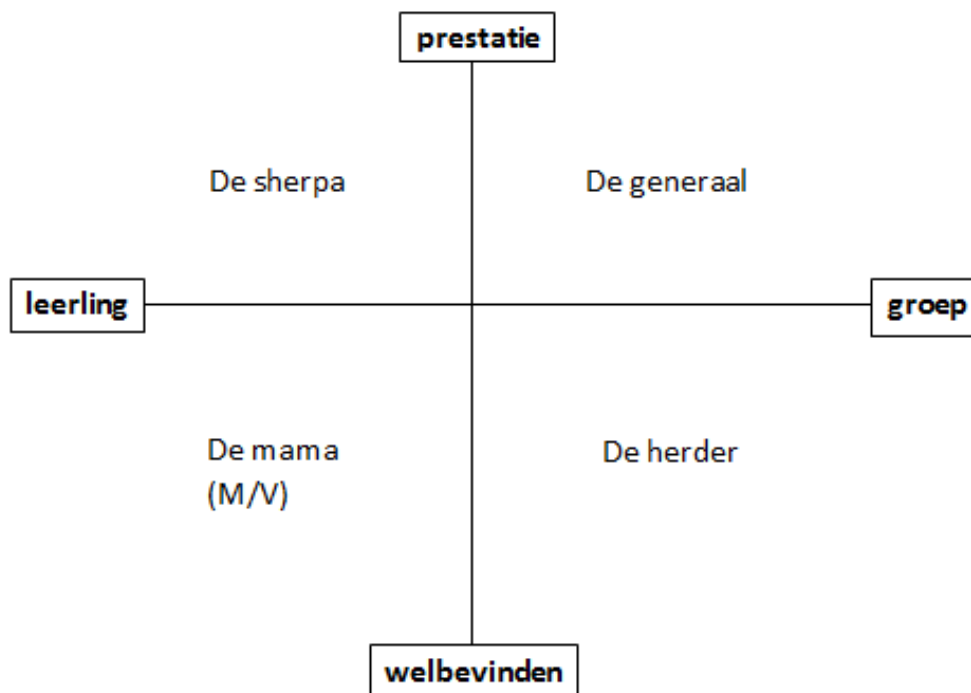 prestatie
De sherpa
De generaal
leerling
groep
De mama
(M/V)
De herder
welbevinden